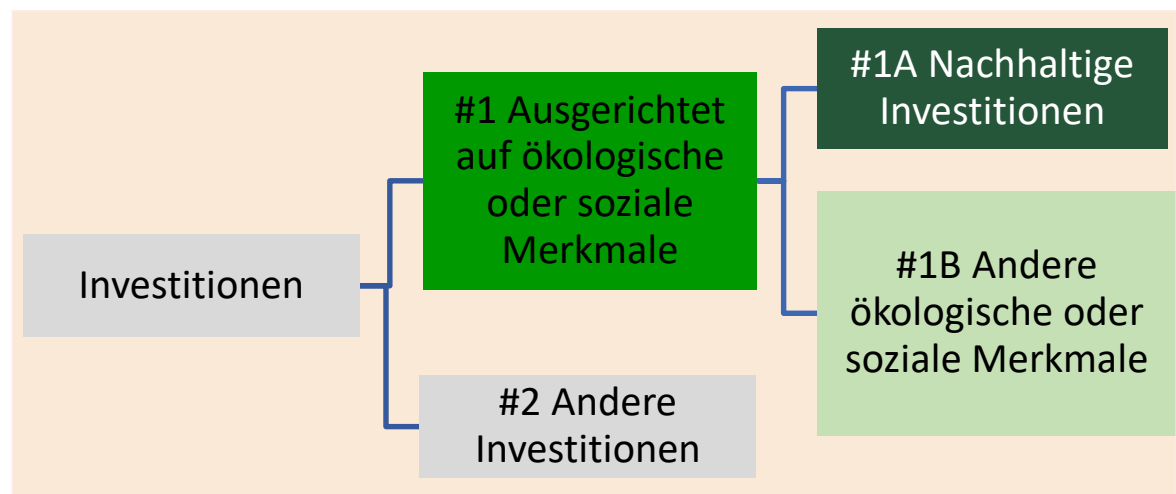 #1A Nachhaltige
Investitionen
#1 Ausgerichtet
auf ökologische
oder soziale
Merkmale
#1B Andere
ökologische oder
soziale Merkmale
Investitionen
#2 Andere
Investitionen